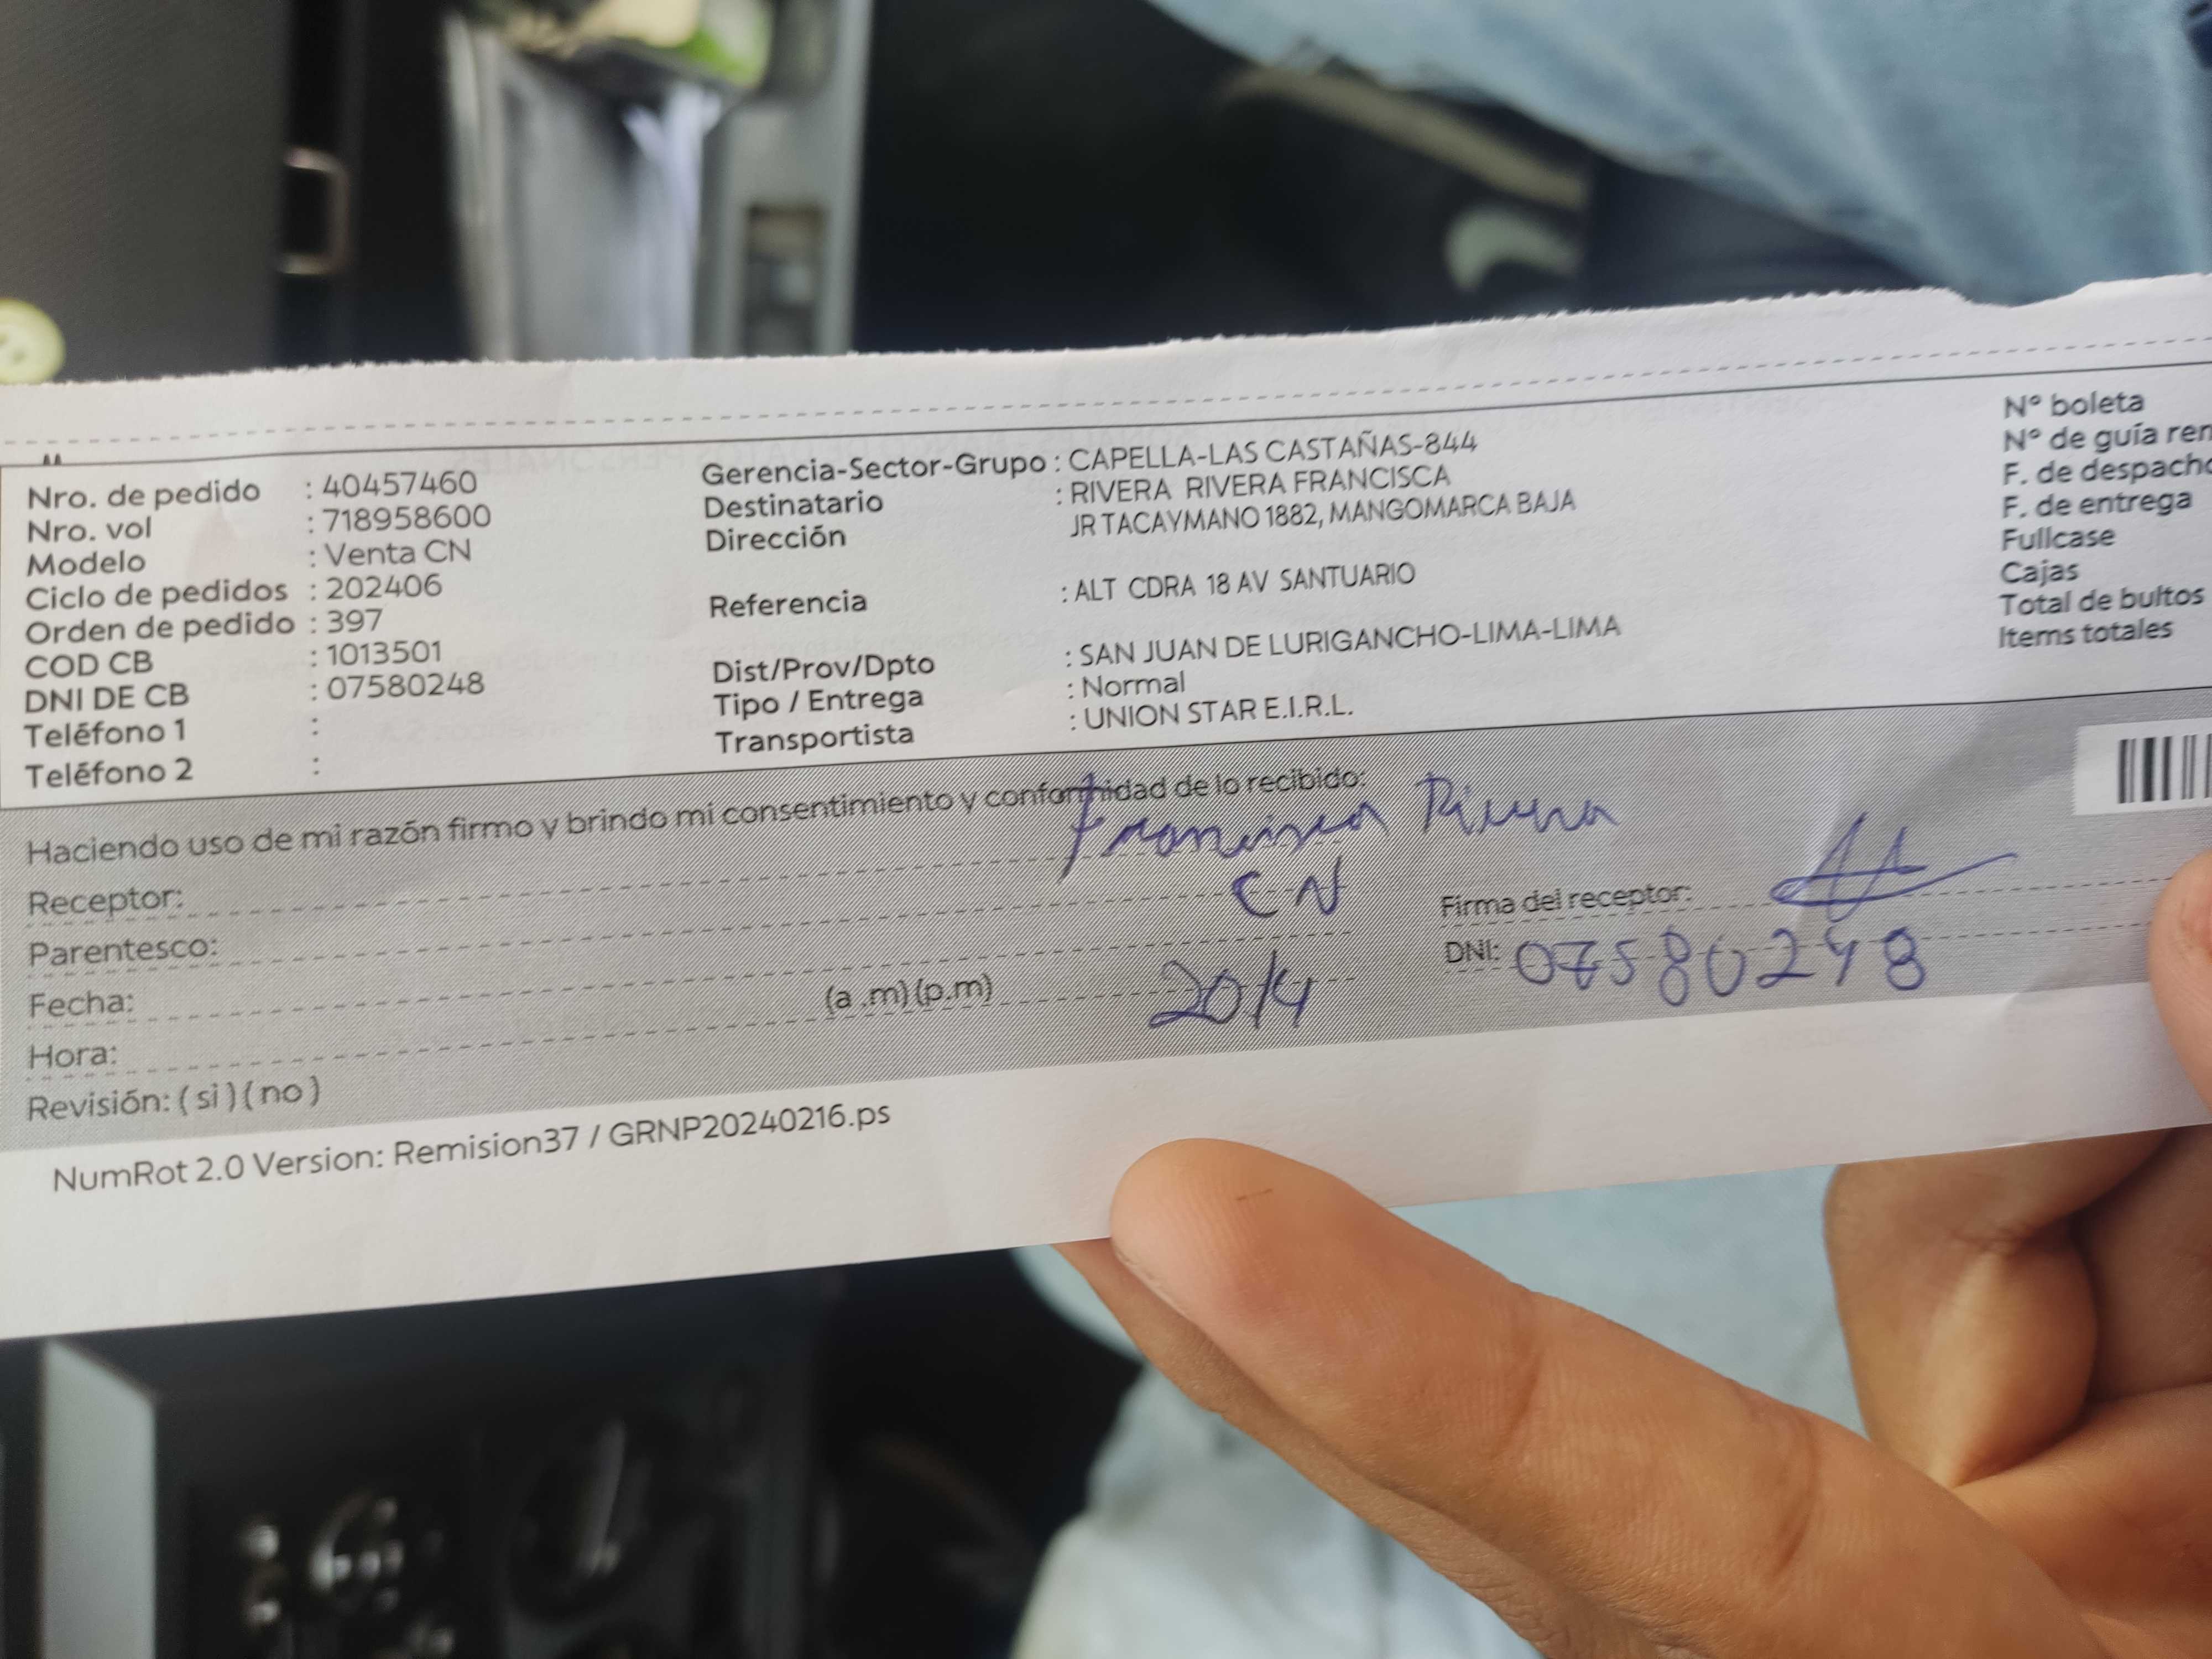 Nro. de pedido : 40457460
Nro. vol : 718958600
Modelo : Venta CN
Ciclo de pedidos : 202406
Orden de pedido : 397
COD CB : 1013501
DNI DE CB : 07580248
Teléfono 1 :
Teléfono 2 :
Gerencia-Sector-Grupo : CAPELLA-LAS CASTAÑAS-844
Destinatario : RIVERA RIVERA FRANCISCA
Dirección JR TACAYMANO 1882, MANGOMARCA BAJA
Referencia : ALT CDRA 18 AV SANTUARIO
Dist/Prov/Dpto : SAN JUAN DE LURIGANCHO-LIMA-LIMA
Tipo / Entrega : Normal
Transportista : UNION STAR E.I.R.L.
N° boleta
N° de guía
F. de despacho
F. de entrega
Fullcase
Cajas
Total de bultos
Items totales
Haciendo uso de mi razón firmo y brindo mi consentimiento y conformidad de lo recibido:
Receptor: Francisca Rivera
Parentesco: CN
Firma del receptor:
Fecha: (a .m)(p.m) 20/4
DNI: 07580248
Hora:
Revisión: ( si ) ( no )
NumRot 2.0 Version: Remision37 / GRNP20240216.ps